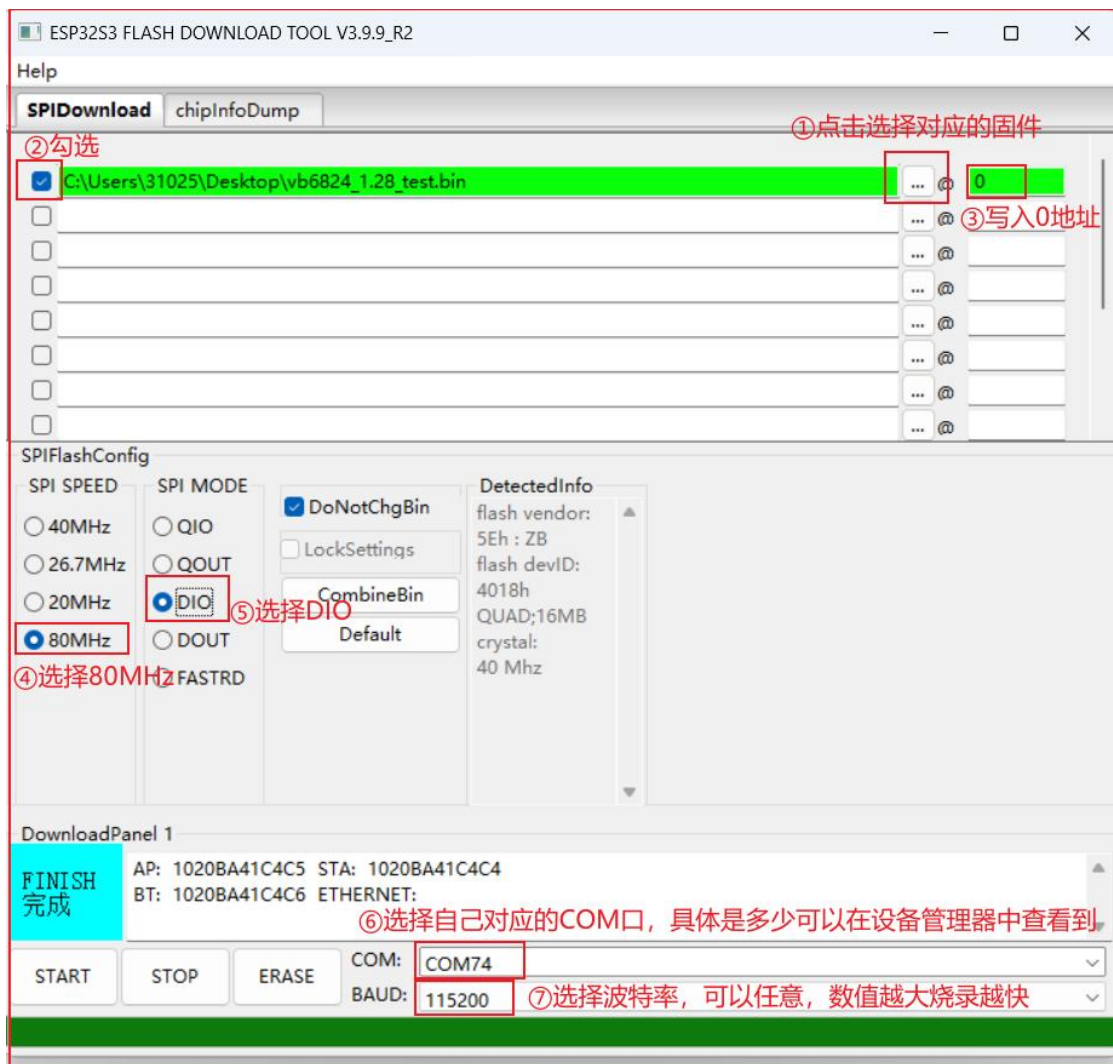 ESP32S3 FLASH DOWNLOAD TOOL V3.9.9_R2
Help
SPIDownload chipInfoDump
①点击选择对应的固件
②勾选
C:\Users\31025\Desktop\vb6824_1.28_test.bin ... @ 0
... @ ③写入0地址
... @
... @
... @
... @
... @
... @
SPIFlashConfig
SPI SPEED SPI MODE DetectedInfo
DoNotChgBin
flash vendor:
40MHz QIO
5Eh : ZB
LockSettings
26.7MHz QOUT
flash devID:
4018h
20MHz DIO ⑤选择DIO CombineBin
QUAD;16MB
80MHz DOUT Default
crystal:
40 Mhz
④选择80MHz FASTRD
DownloadPanel 1
FINISH
完成
AP: 1020BA41C4C5 STA: 1020BA41C4C4
BT: 1020BA41C4C6 ETHERNET:
⑥选择自己对应的COM口，具体是多少可以在设备管理器中查看到
START STOP ERASE
COM: COM74
BAUD: 115200 ⑦选择波特率，可以任意，数值越大烧录越快